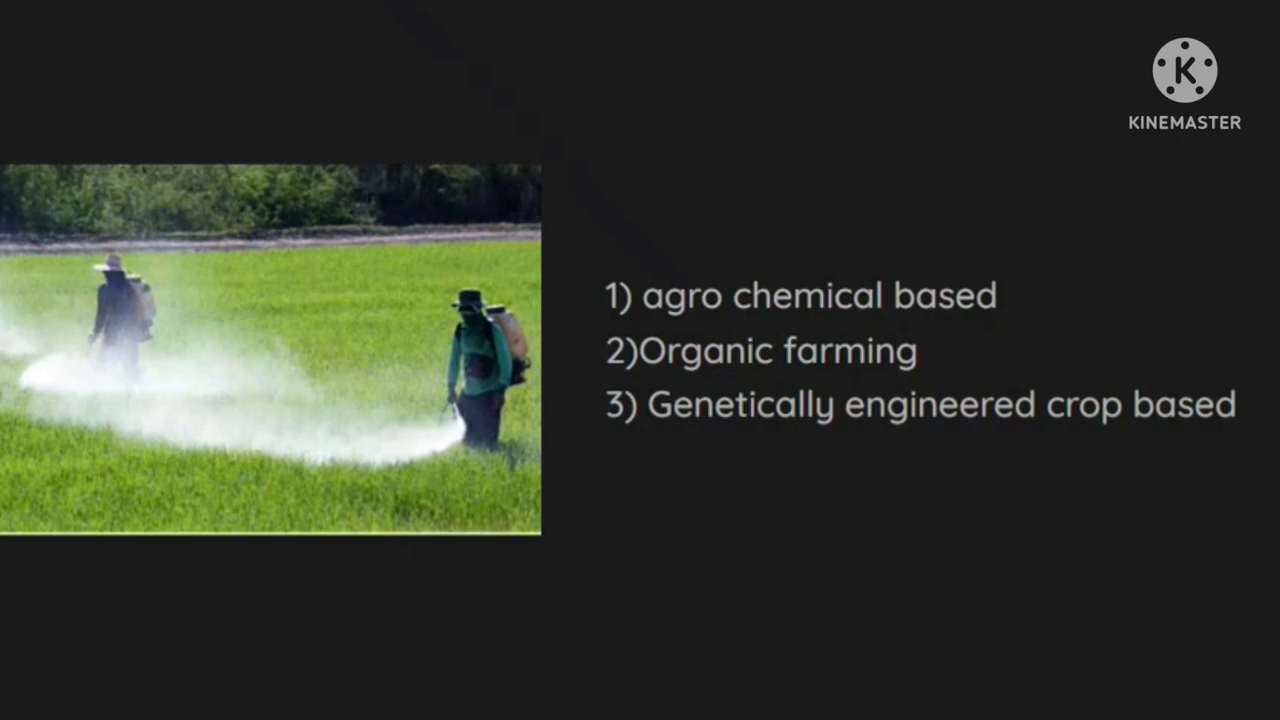 K
KINEMASTER
1) agro chemical based
2)Organic farming
3) Genetically engineered crop based